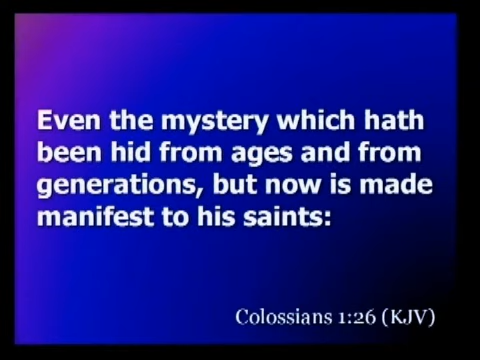 Even the mystery which hath
been hid from ages and from
generations, but now is made
manifest to his saints:
Colossians 1:26 (KJV)